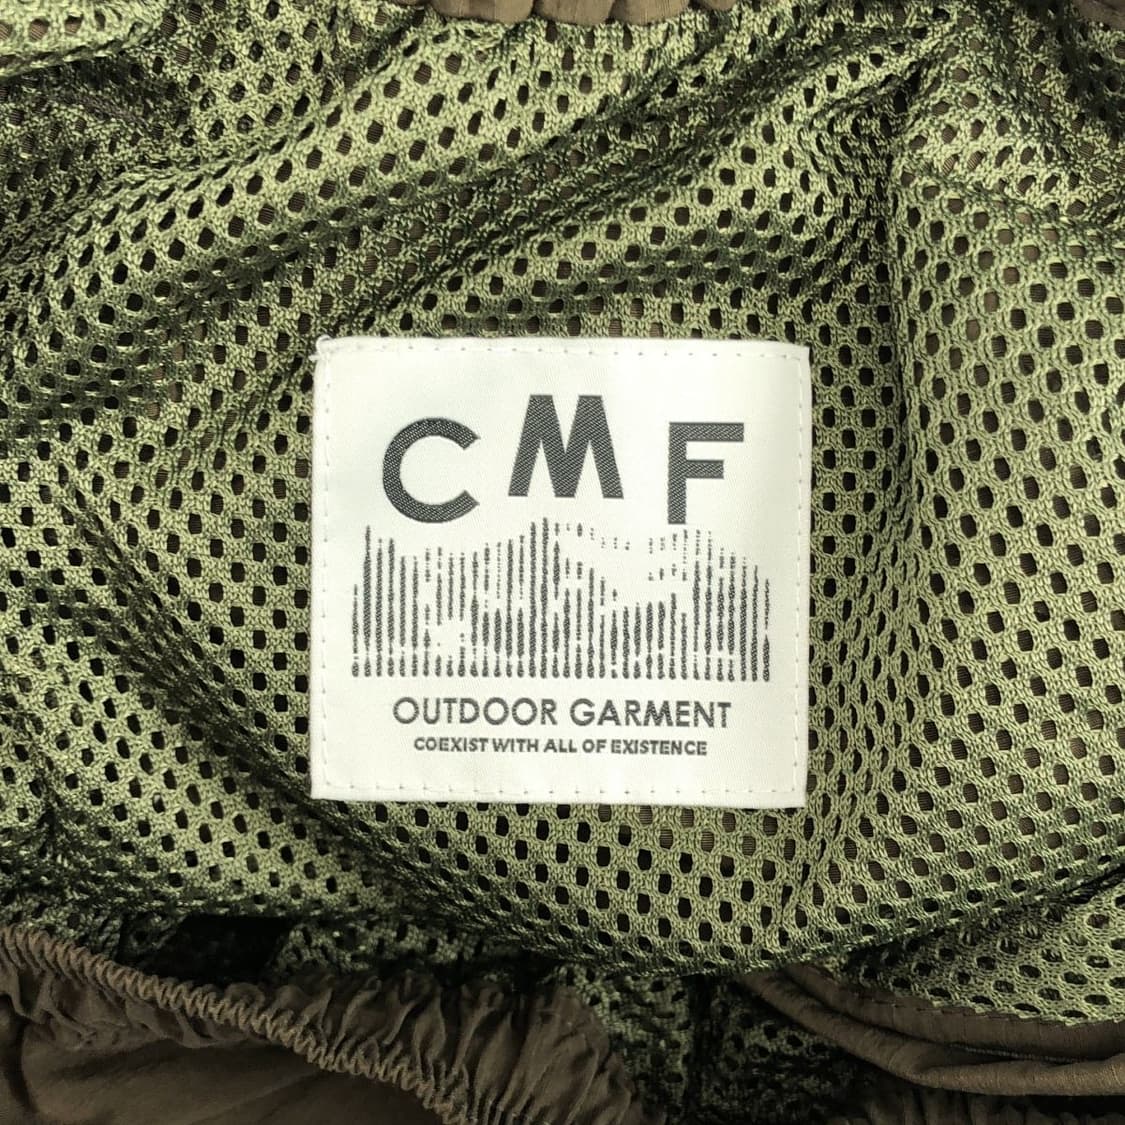 CMF
OUTDOOR GARMENT
COEXIST WITH ALL OF EXISTENCE